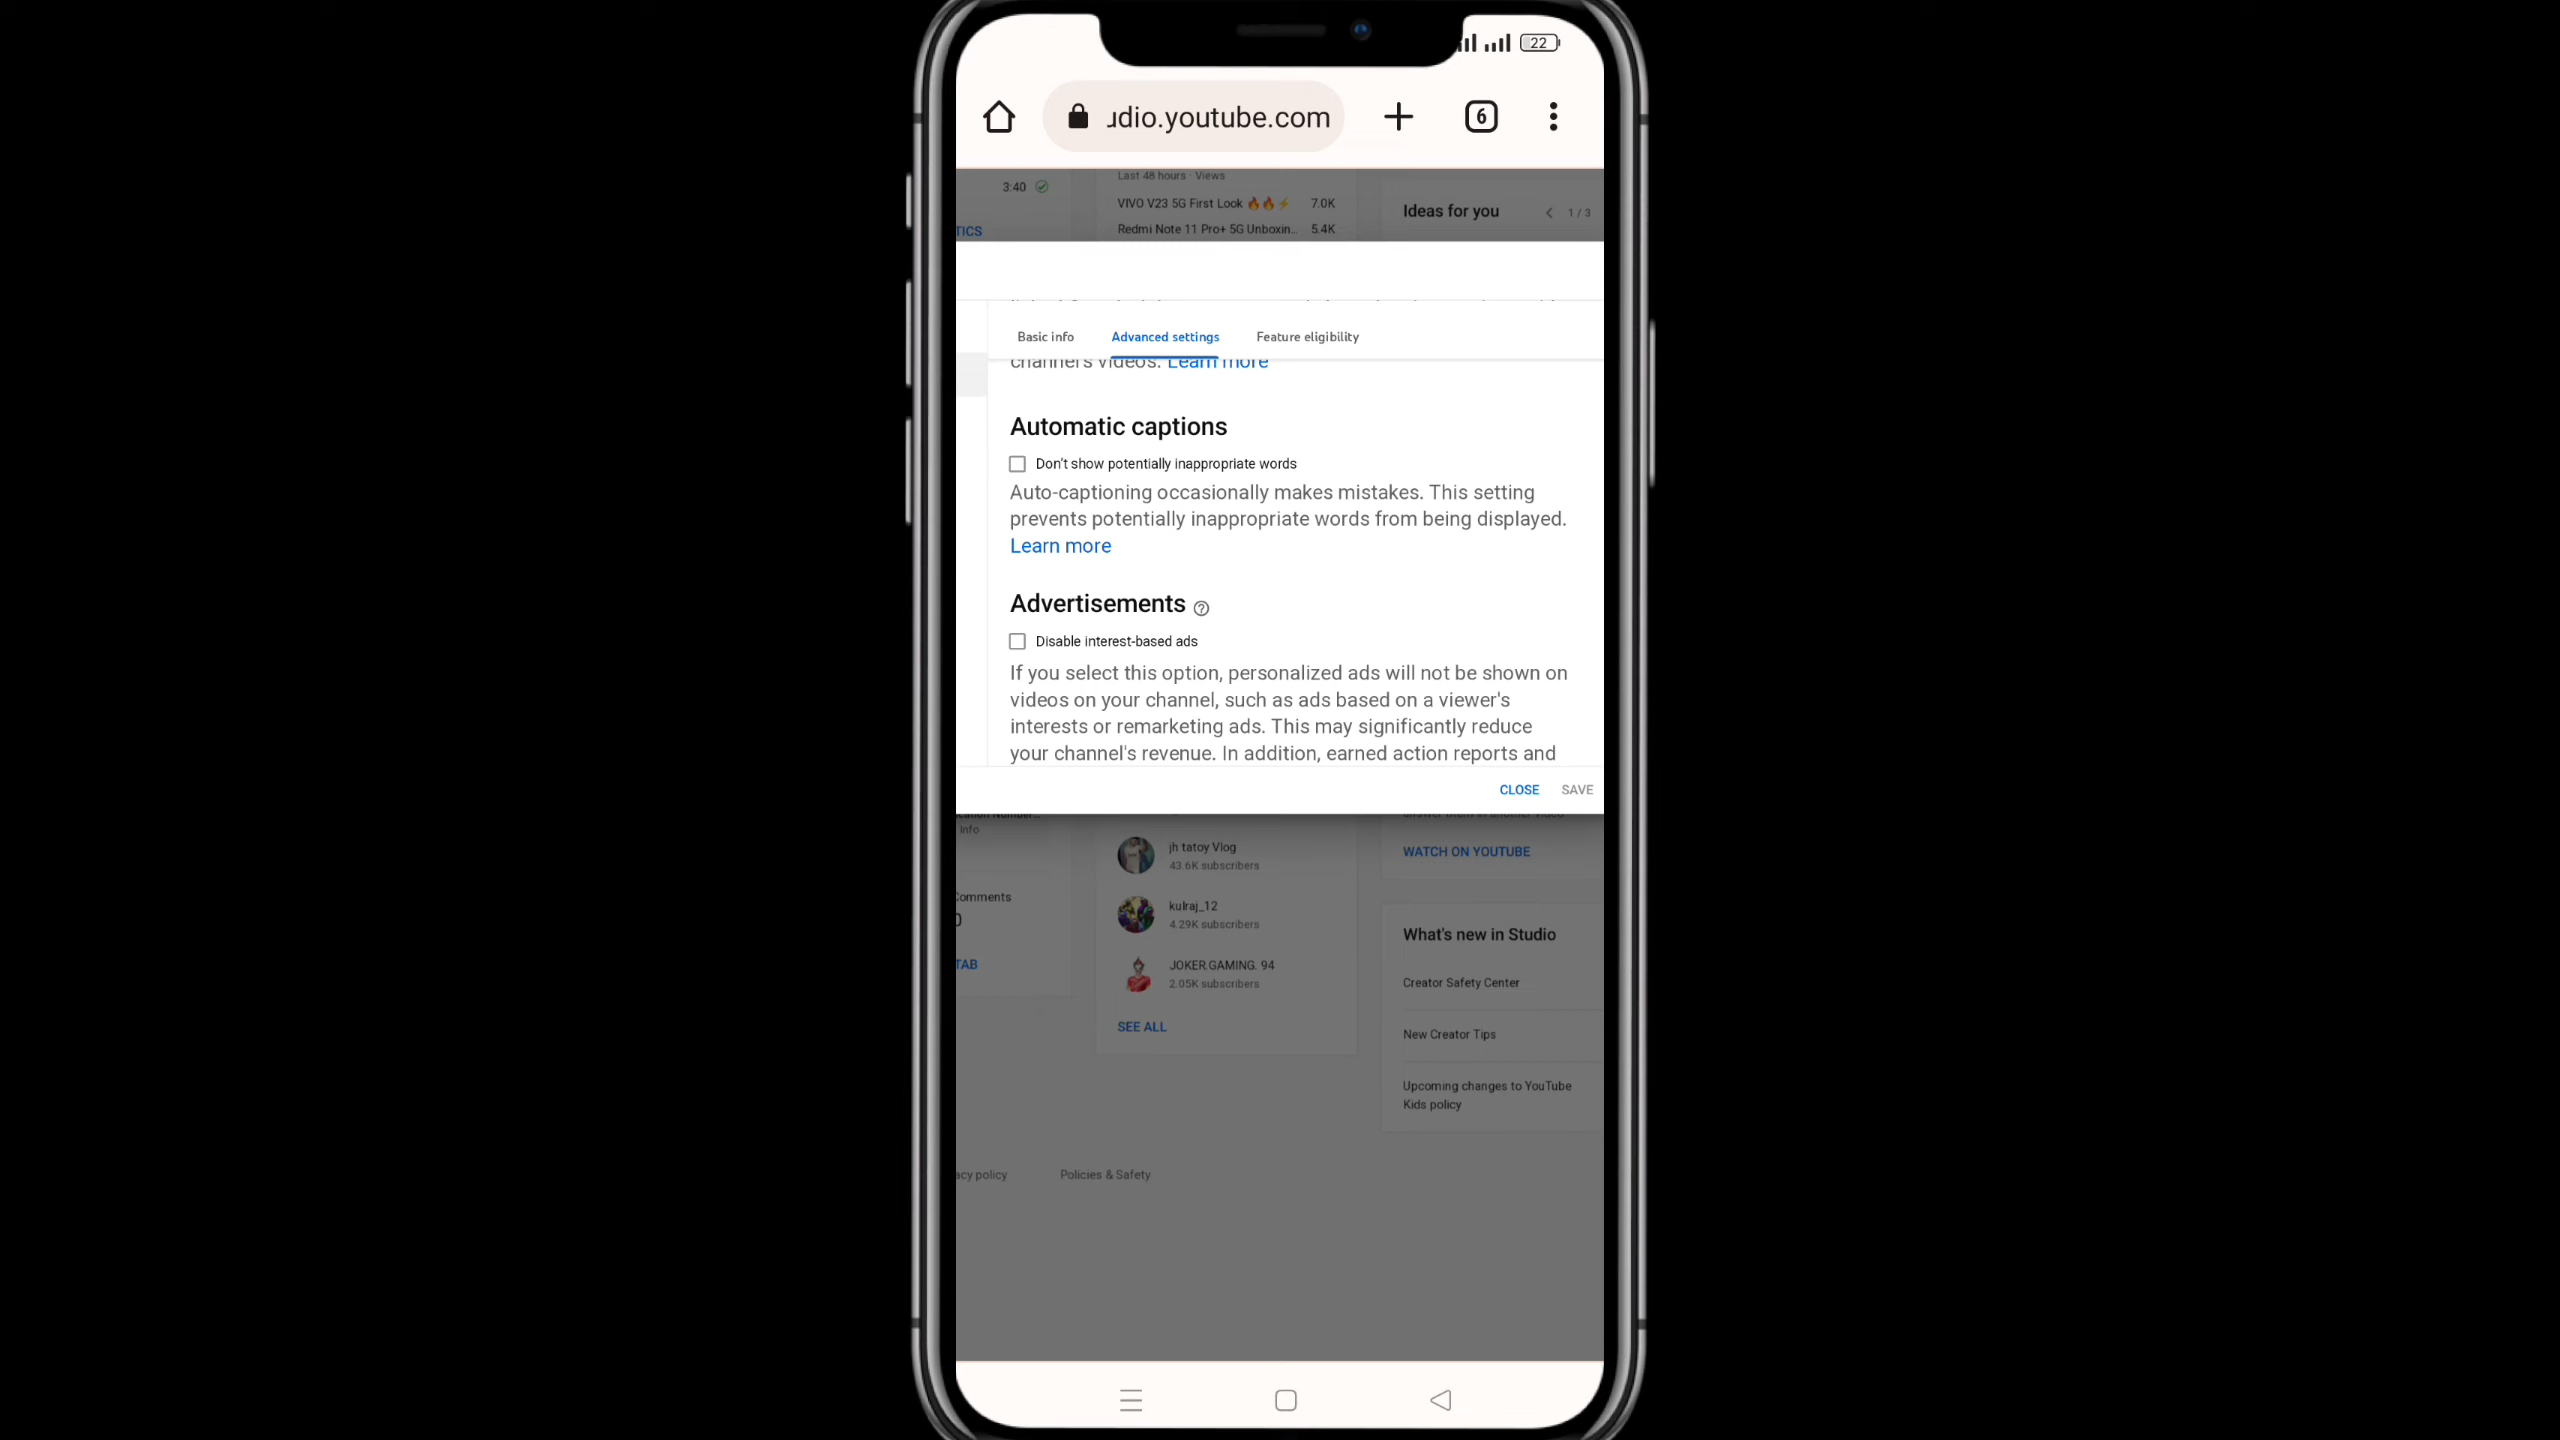 22
udio.youtube.com
6
3:40
Last 48 hours · Views
VIVO V23 5G First Look 🔥🔥⚡ 7.0K
Redmi Note 11 Pro+ 5G Unboxin... 5.4K
TICS
Ideas for you
1 / 3
Basic info
Advanced settings
Feature eligibility
channel's videos. Learn more
Automatic captions
Don't show potentially inappropriate words
Auto-captioning occasionally makes mistakes. This setting
prevents potentially inappropriate words from being displayed.
Learn more
Advertisements
Disable interest-based ads
If you select this option, personalized ads will not be shown on
videos on your channel, such as ads based on a viewer's
interests or remarketing ads. This may significantly reduce
your channel's revenue. In addition, earned action reports and
CLOSE
SAVE
info
Comments
0
TAB
jh tatoy Vlog
43.6K subscribers
kulraj_12
4.29K subscribers
JOKER.GAMING. 94
2.05K subscribers
SEE ALL
WATCH ON YOUTUBE
What's new in Studio
Creator Safety Center
New Creator Tips
Upcoming changes to YouTube
Kids policy
acy policy
Policies & Safety